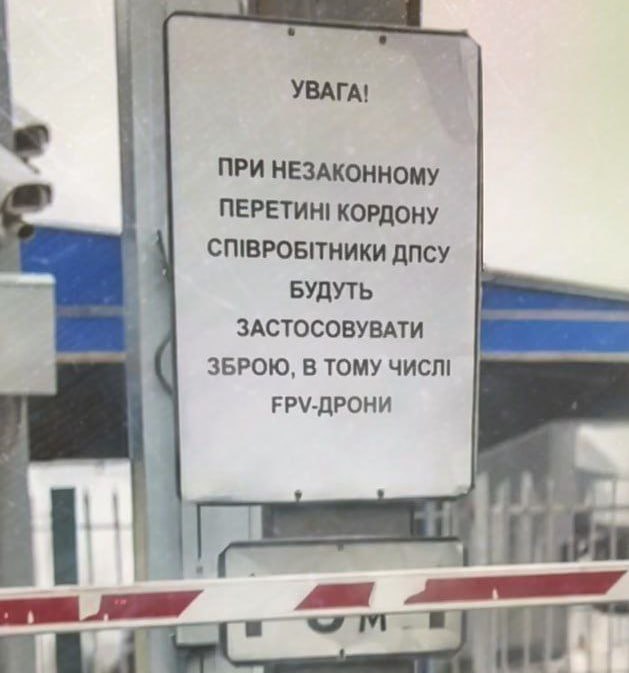 УВАГА!
ПРИ НЕЗАКОННОМУ
ПЕРЕТИНІ КОРДОНУ
СПІВРОБІТНИКИ ДПСУ
БУДУТЬ
ЗАСТОСОВУВАТИ
ЗБРОЮ, В ТОМУ ЧИСЛІ
FPV-ДРОНИ
м